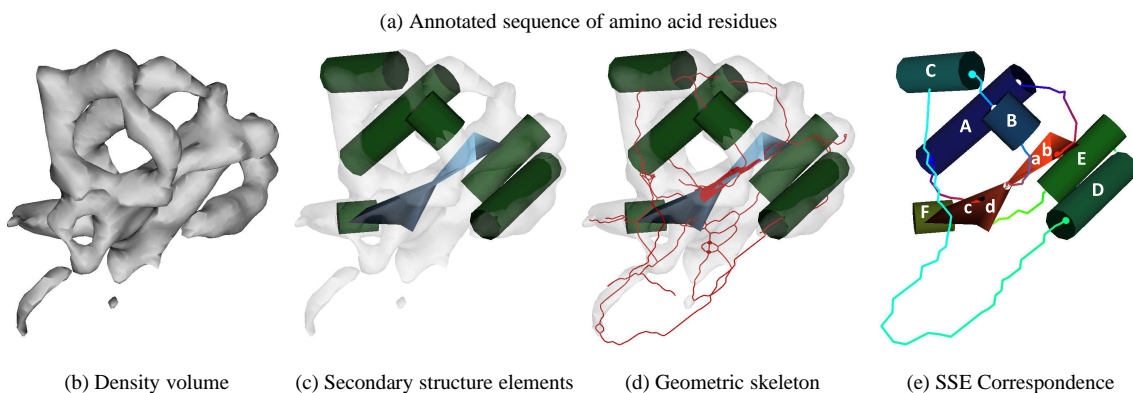 (a) Annotated sequence of amino acid residues
C
A
B
b
a
E
D
F
c
d
(b) Density volume
(c) Secondary structure elements
(d) Geometric skeleton
(e) SSE Correspondence